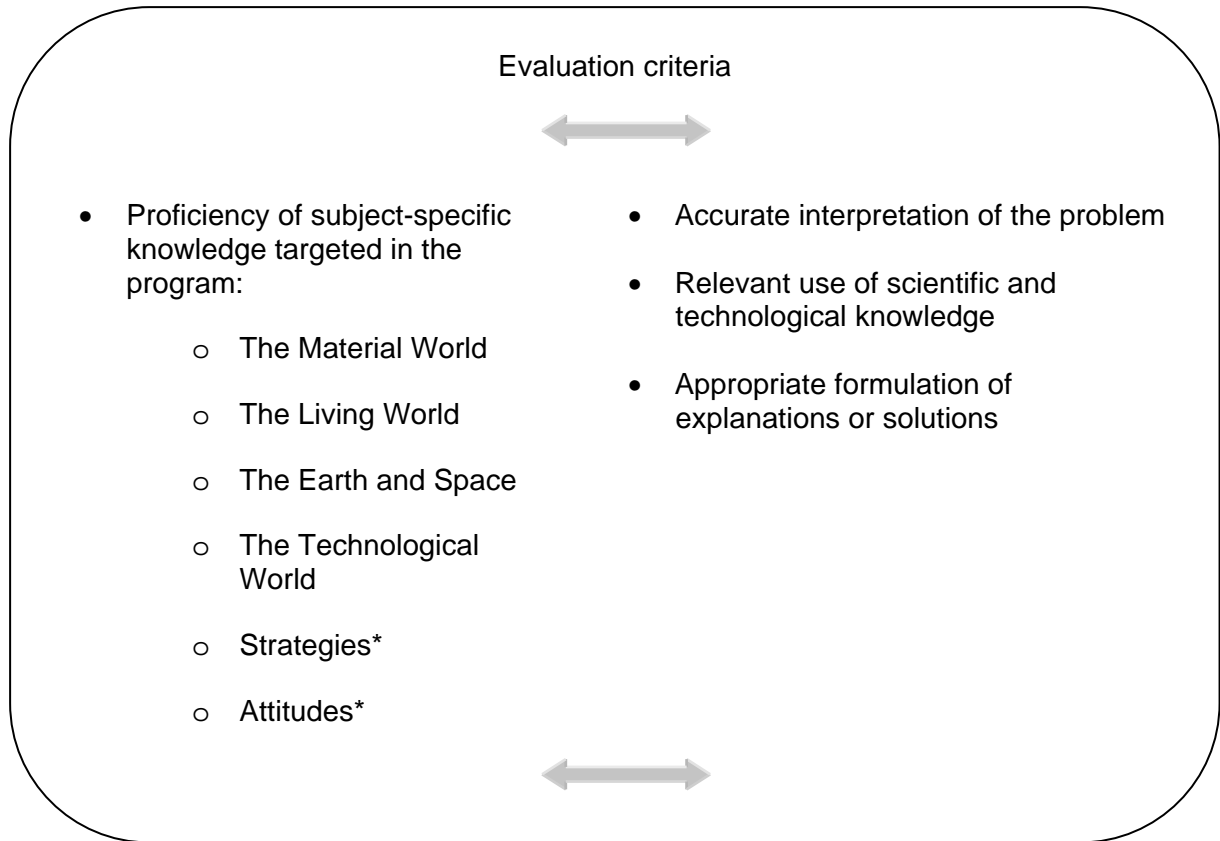 Evaluation criteria
• Proficiency of subject-specific
knowledge targeted in the
program:
o The Material World
o The Living World
o The Earth and Space
o The Technological
World
o Strategies*
o Attitudes*
• Accurate interpretation of the problem
• Relevant use of scientific and
technological knowledge
• Appropriate formulation of
explanations or solutions